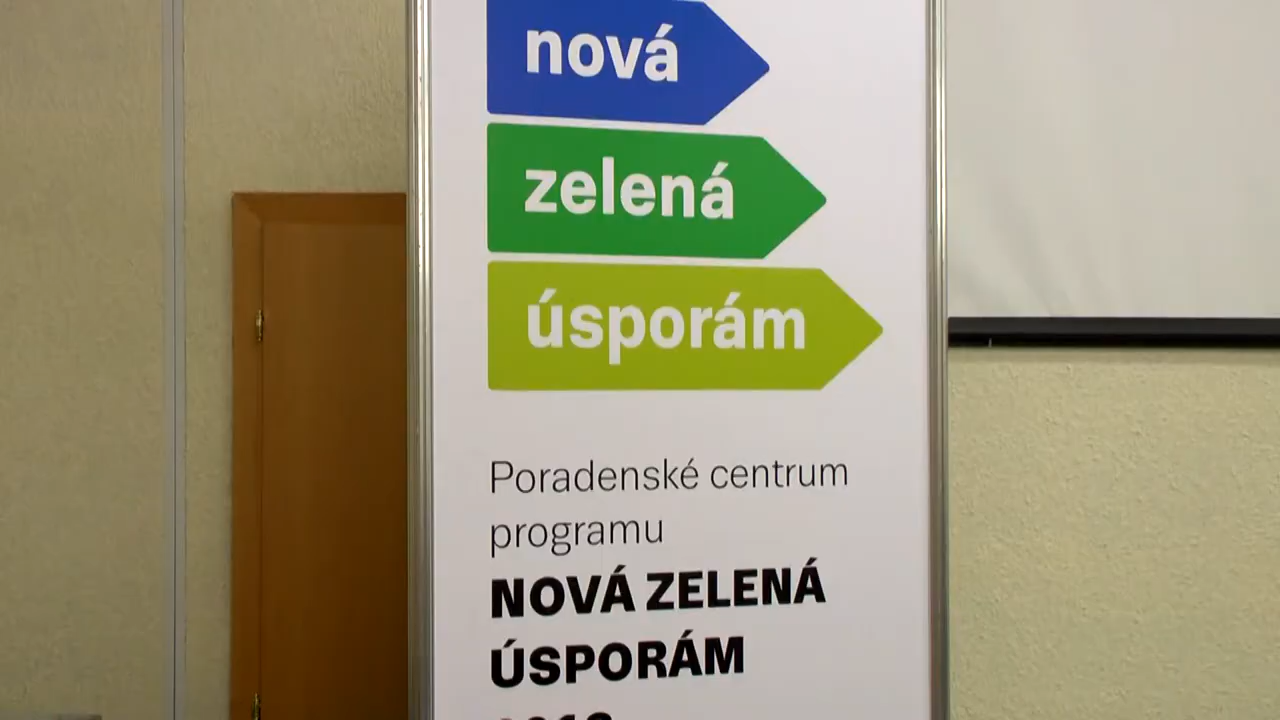 nová
zelená
úsporám
Poradenské centrum
programu
NOVÁ ZELENÁ
ÚSPORÁM